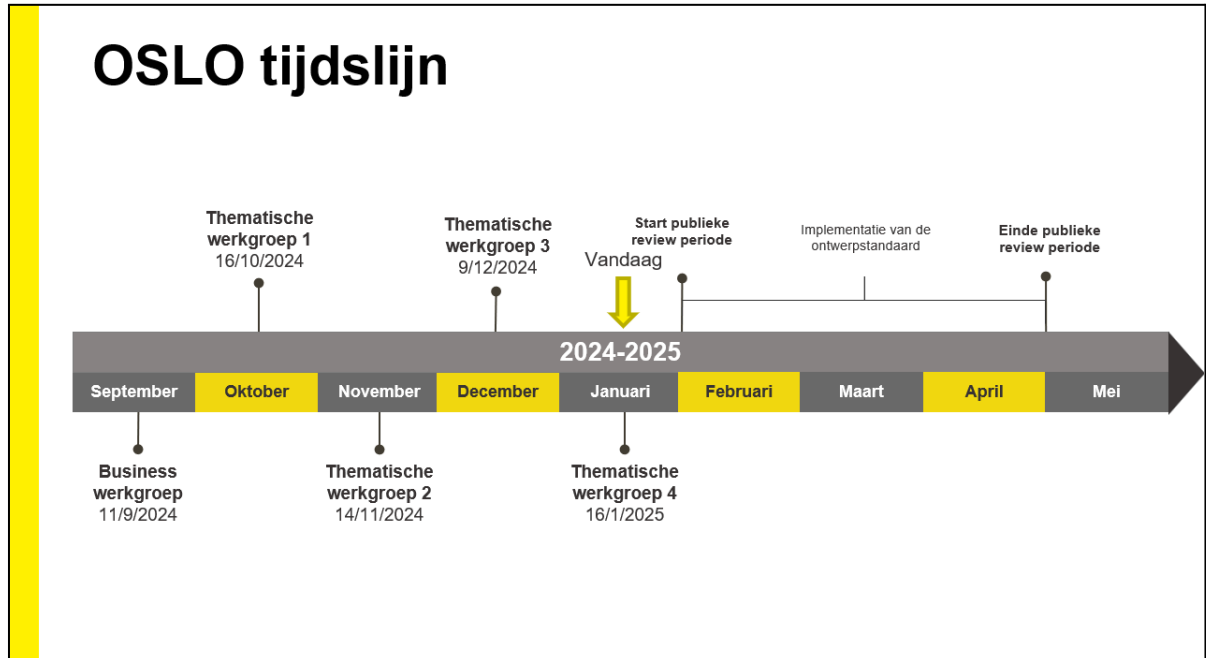 OSLO tijdslijn
Thematische
werkgroep 1
16/10/2024
Thematische
werkgroep 3
9/12/2024
Vandaag
Start publieke
review periode
Implementatie van de
ontwerpstandaard
Einde publieke
review periode
2024-2025
September
Oktober
November
December
Januari
Februari
Maart
April
Mei
Business
werkgroep
11/9/2024
Thematische
werkgroep 2
14/11/2024
Thematische
werkgroep 4
16/1/2025